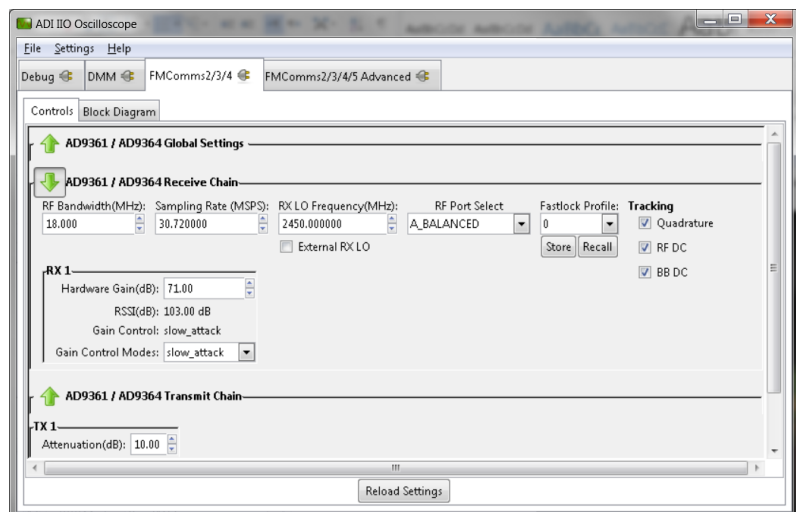 ADI IIO Oscilloscope
File Settings Help
Debug DMM FMComms2/3/4 FMComms2/3/4/5 Advanced
Controls Block Diagram
AD9361 / AD9364 Global Settings
AD9361 / AD9364 Receive Chain
RF Bandwidth(MHz): Sampling Rate (MSPS): RX LO Frequency(MHz): RF Port Select Fastlock Profile: Tracking
18.000 30.720000 2450.000000 A_BALANCED 0 Quadrature
External RX LO Store Recall RF DC
BB DC
RX 1
Hardware Gain(dB): 71.00
RSSI(dB): 103.00 dB
Gain Control: slow_attack
Gain Control Modes: slow_attack
AD9361 / AD9364 Transmit Chain
TX 1
Attenuation(dB): 10.00
Reload Settings